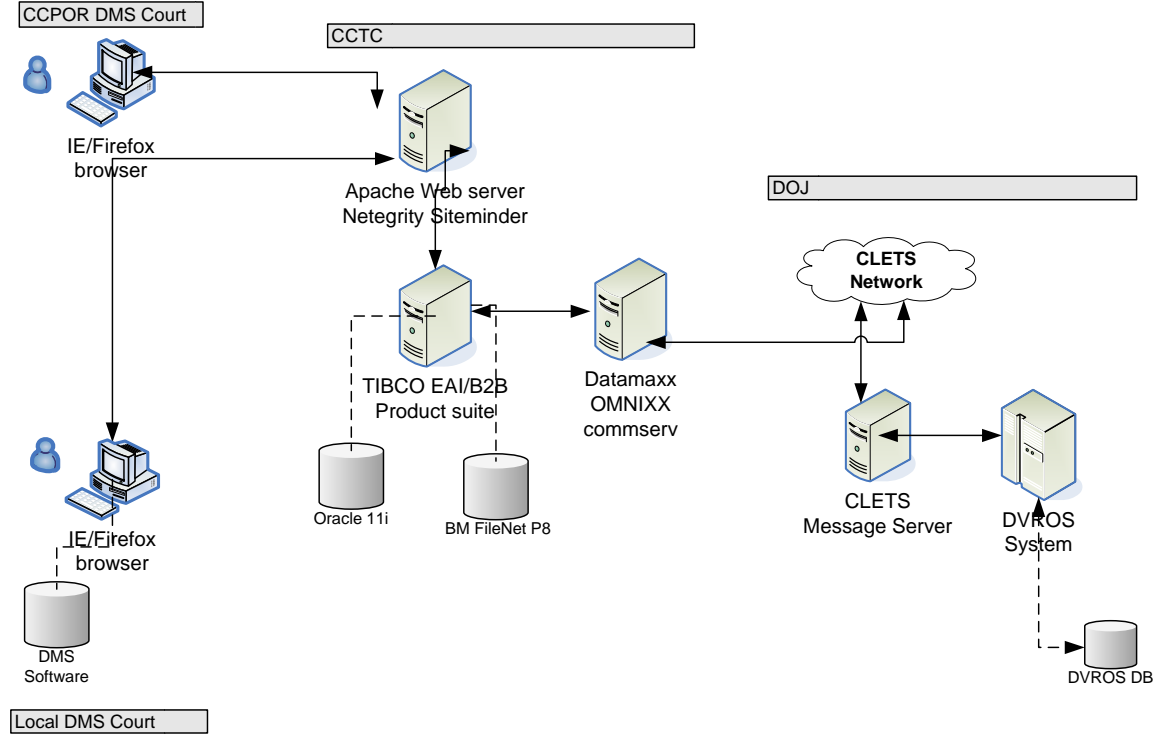 CCPOR DMS Court
CCTC
IE/Firefox
browser
Apache Web server
Netegrity Siteminder
DOJ
CLETS
Network
TIBCO EAI/B2B
Product suite
Datamaxx
OMNIXX
commserv
Oracle 11i
BM FileNet P8
CLETS
Message Server
DVROS
System
IE/Firefox
browser
DMS
Software
DVROS DB
Local DMS Court